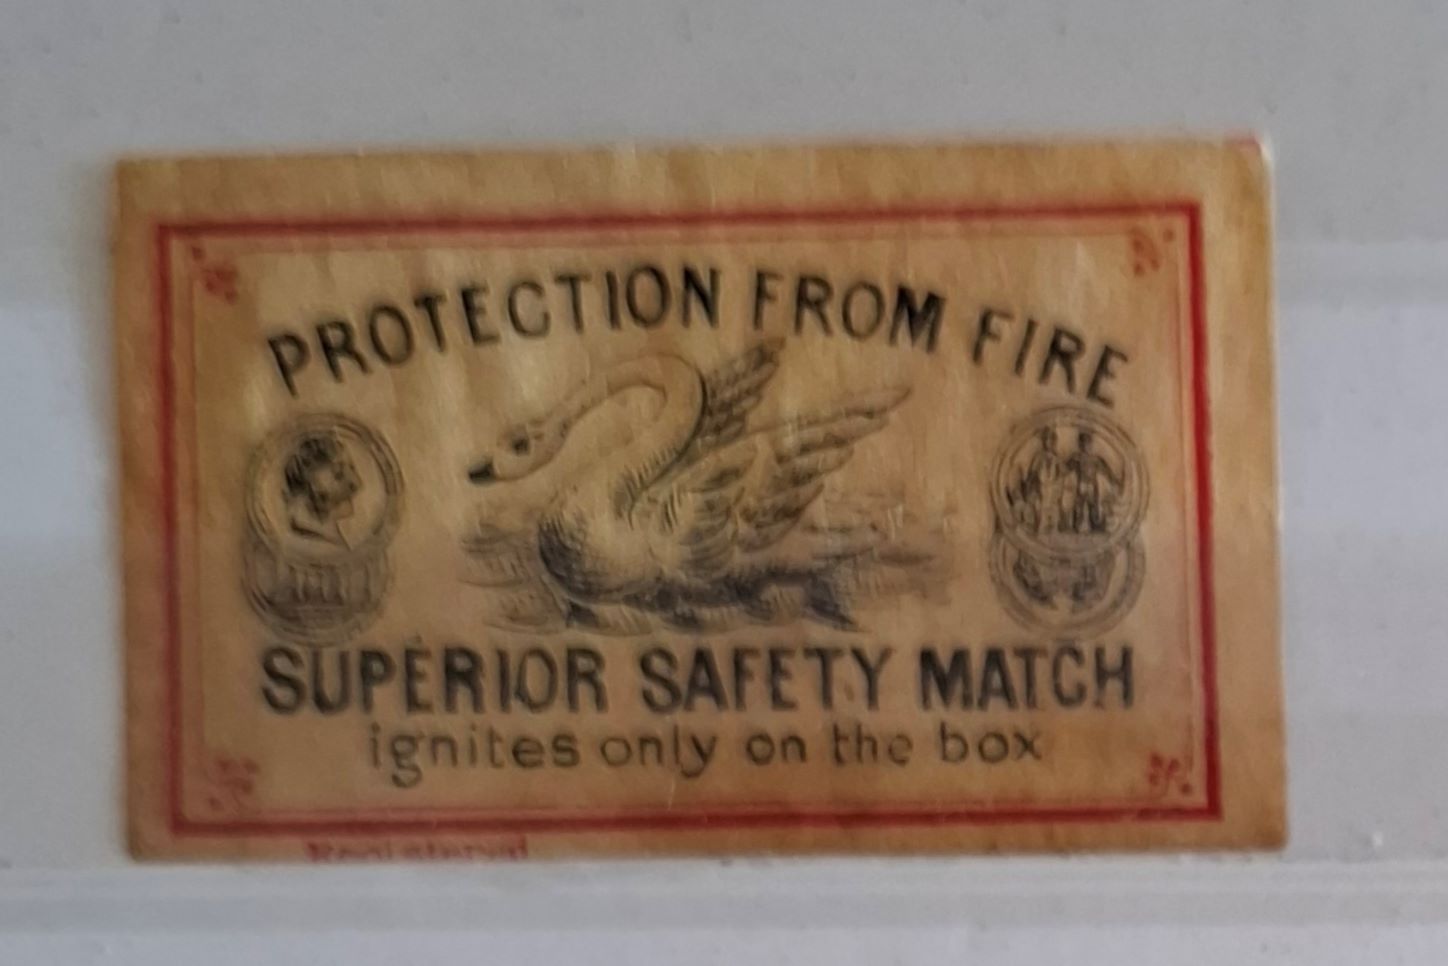 PROTECTION FROM FIRE
SUPERIOR SAFETY MATCH
ignites only on the box